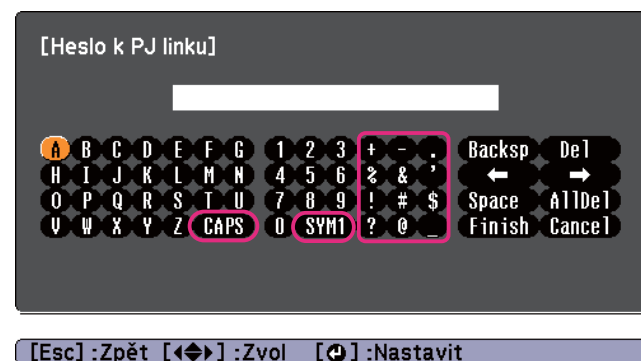 [Heslo k PJ linku]
A B C D E F G 1 2 3 + - . Backsp Del
H I J K L M N 4 5 6 % & ' ← →
O P Q R S T U 7 8 9 ! # $ Space AllDel
V W X Y Z CAPS 0 SYM1 ? @ _ Finish Cancel
[Esc] :Zpět [◀◆▶] :Zvol [⏎] :Nastavit